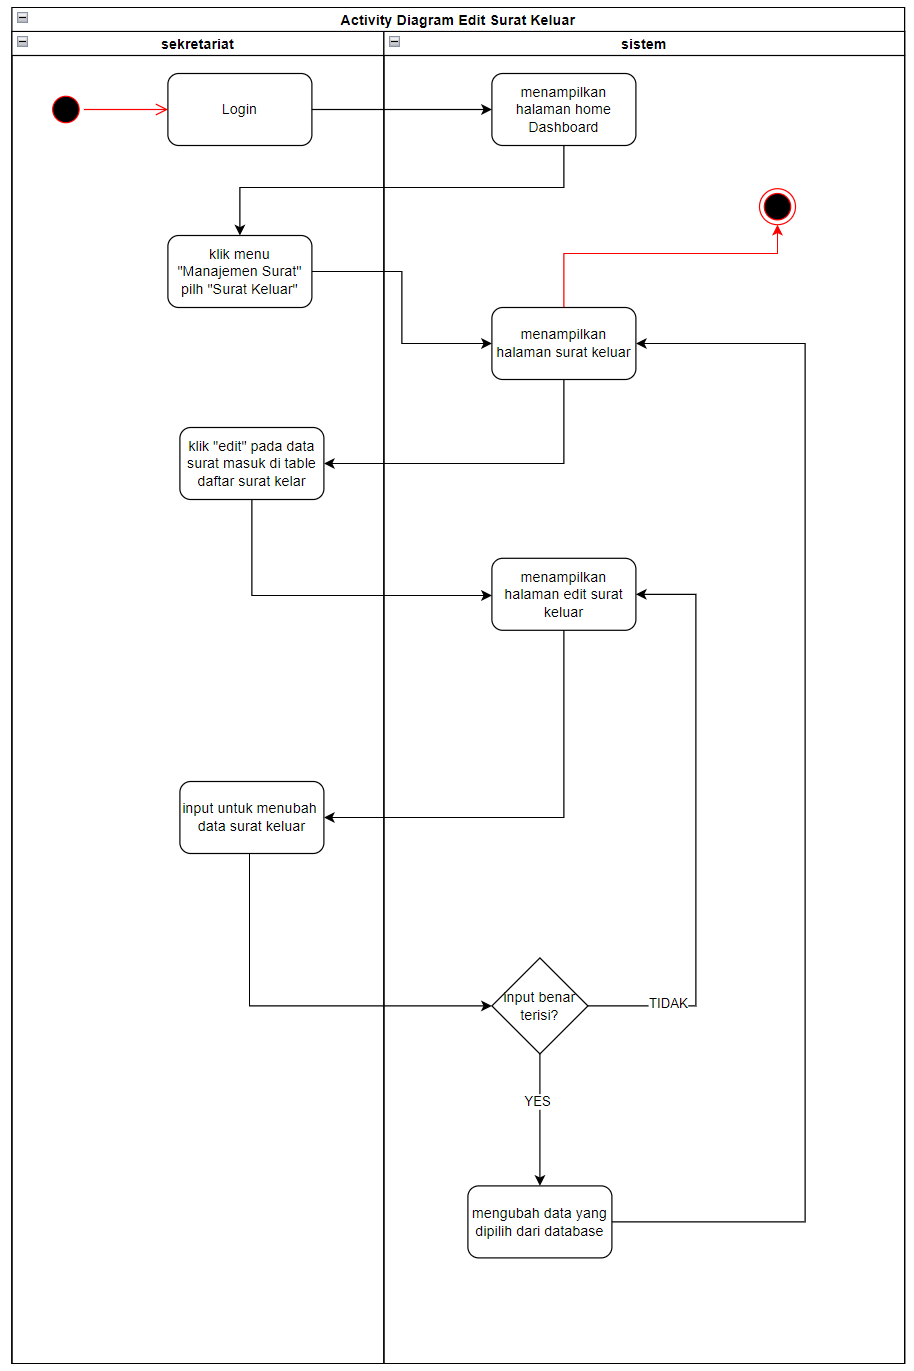 Activity Diagram Edit Surat Keluar
sekretariat
sistem
Login
menampilkan
halaman home
Dashboard
klik menu
"Manajemen Surat"
pilh "Surat Keluar"
menampilkan
halaman surat keluar
klik "edit" pada data
surat masuk di table
daftar surat kelar
menampilkan
halaman edit surat
keluar
input untuk menubah
data surat keluar
input benar
terisi?
TIDAK
YES
mengubah data yang
dipilih dari database